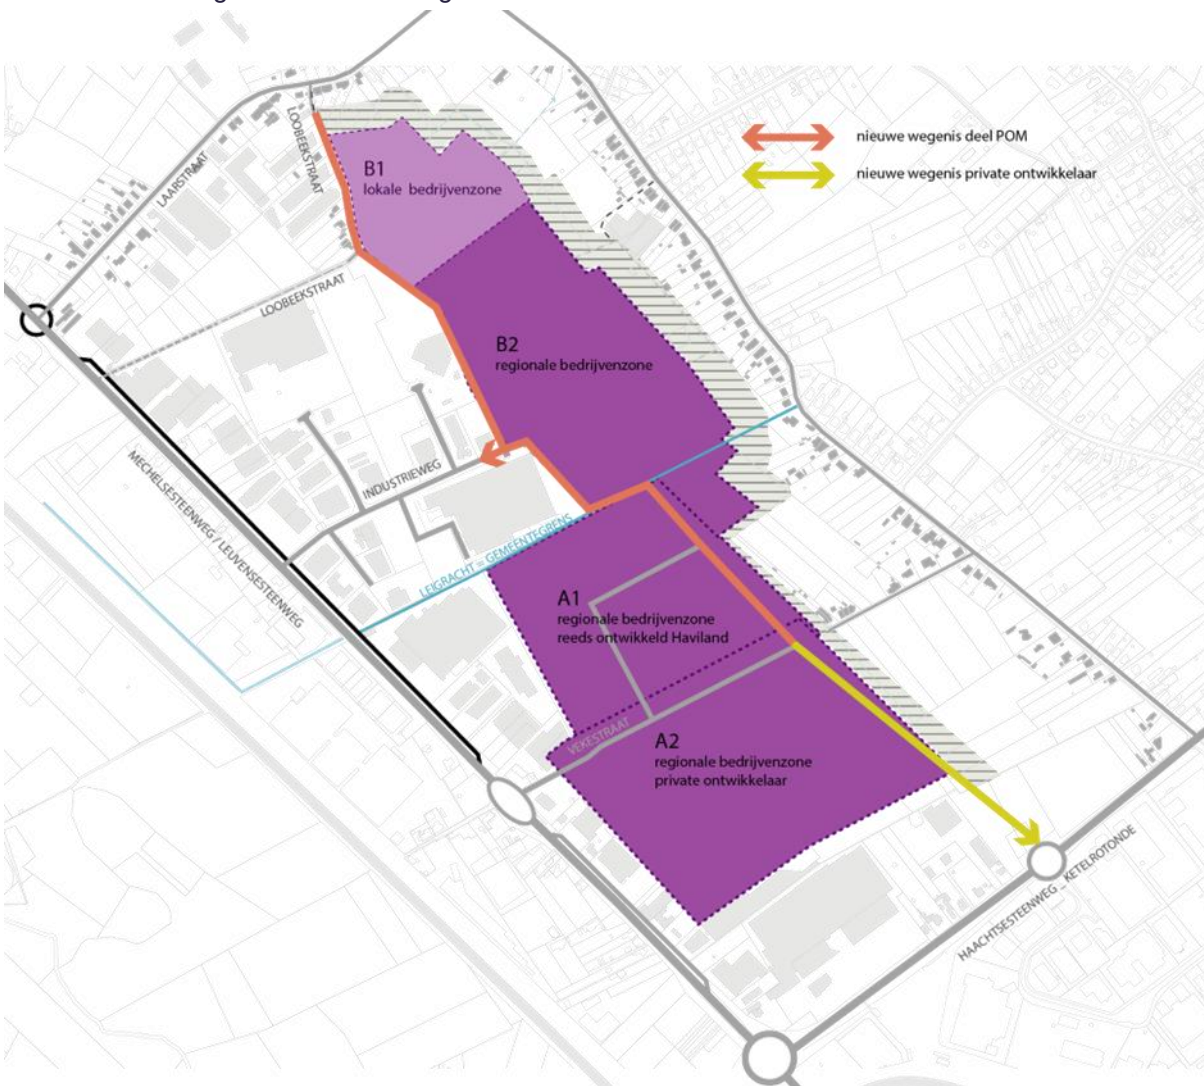 nieuwe wegenis deel POM
nieuwe wegenis private ontwikkelaar
LOOBEEKSTRAAT
LAARSTRAAT
B1
lokale bedrijvenzone
LOOBEEKSTRAAT
B2
regionale bedrijvenzone
INDUSTRIEWEG
MECHELSESTEENWEG / LEUVENSESTEENWEG
LEIGRACHT = GEMEENTEGRENS
A1
regionale bedrijvenzone
reeds ontwikkeld Haviland
VEKESTRAAT
A2
regionale bedrijvenzone
private ontwikkelaar
HAACHTSESTEENWEG _ KETELROTONDE